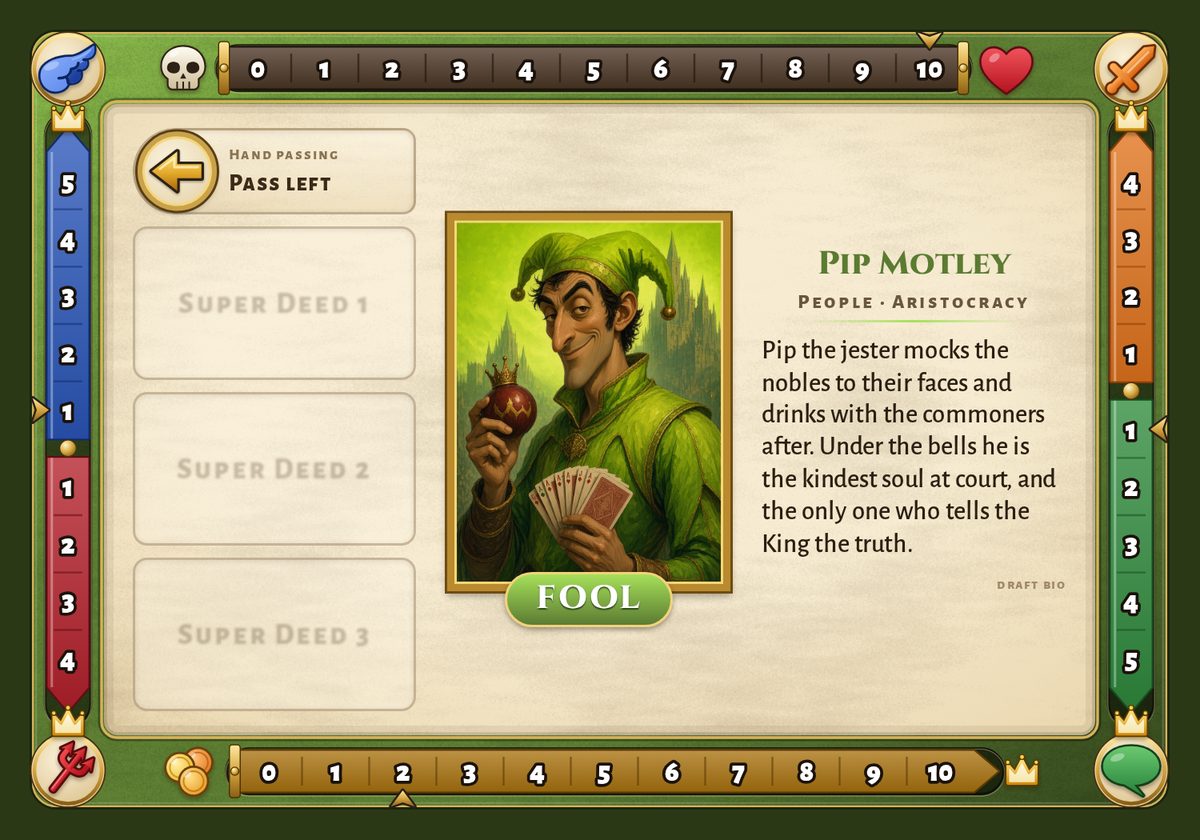 0 1 2 3 4 5 6 7 8 9 10
Hand passing
Pass left
Super Deed 1
Super Deed 2
Super Deed 3
5
4
3
2
1
1
2
3
4
FOOL
Pip Motley
People · Aristocracy
Pip the jester mocks the
nobles to their faces and
drinks with the commoners
after. Under the bells he is
the kindest soul at court, and
the only one who tells the
King the truth.
DRAFT BIO
4
3
2
1
1
2
3
4
5
0 1 2 3 4 5 6 7 8 9 10